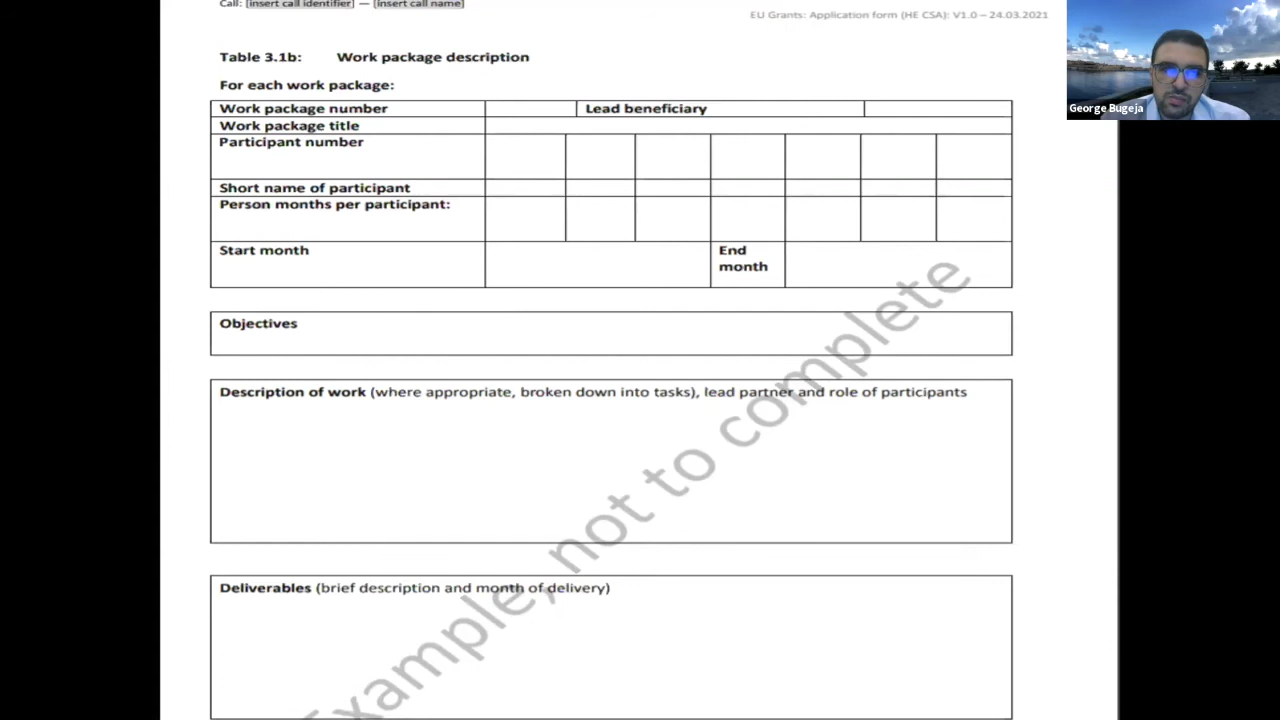 Call: [insert call identifier] — [insert call name]
EU Grants: Application form (HE CSA): V1.0 – 24.03.2021
George Bugeja
Table 3.1b: Work package description
For each work package:
Work package number Lead beneficiary
Work package title
Participant number
Short name of participant
Person months per participant:
Start month End month
Objectives
Description of work (where appropriate, broken down into tasks), lead partner and role of participants
Deliverables (brief description and month of delivery)
Example, not to complete